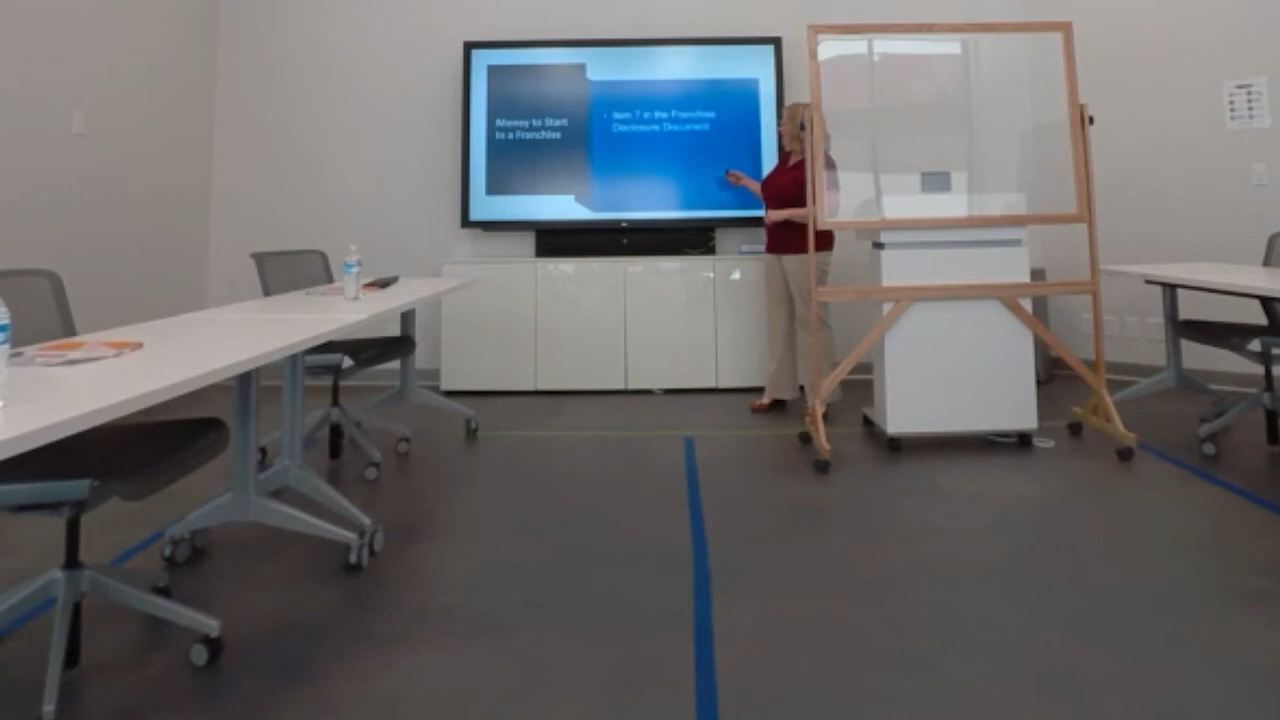 Money to Start
In a Franchise
• Item 7 in the Franchise
Disclosure Document